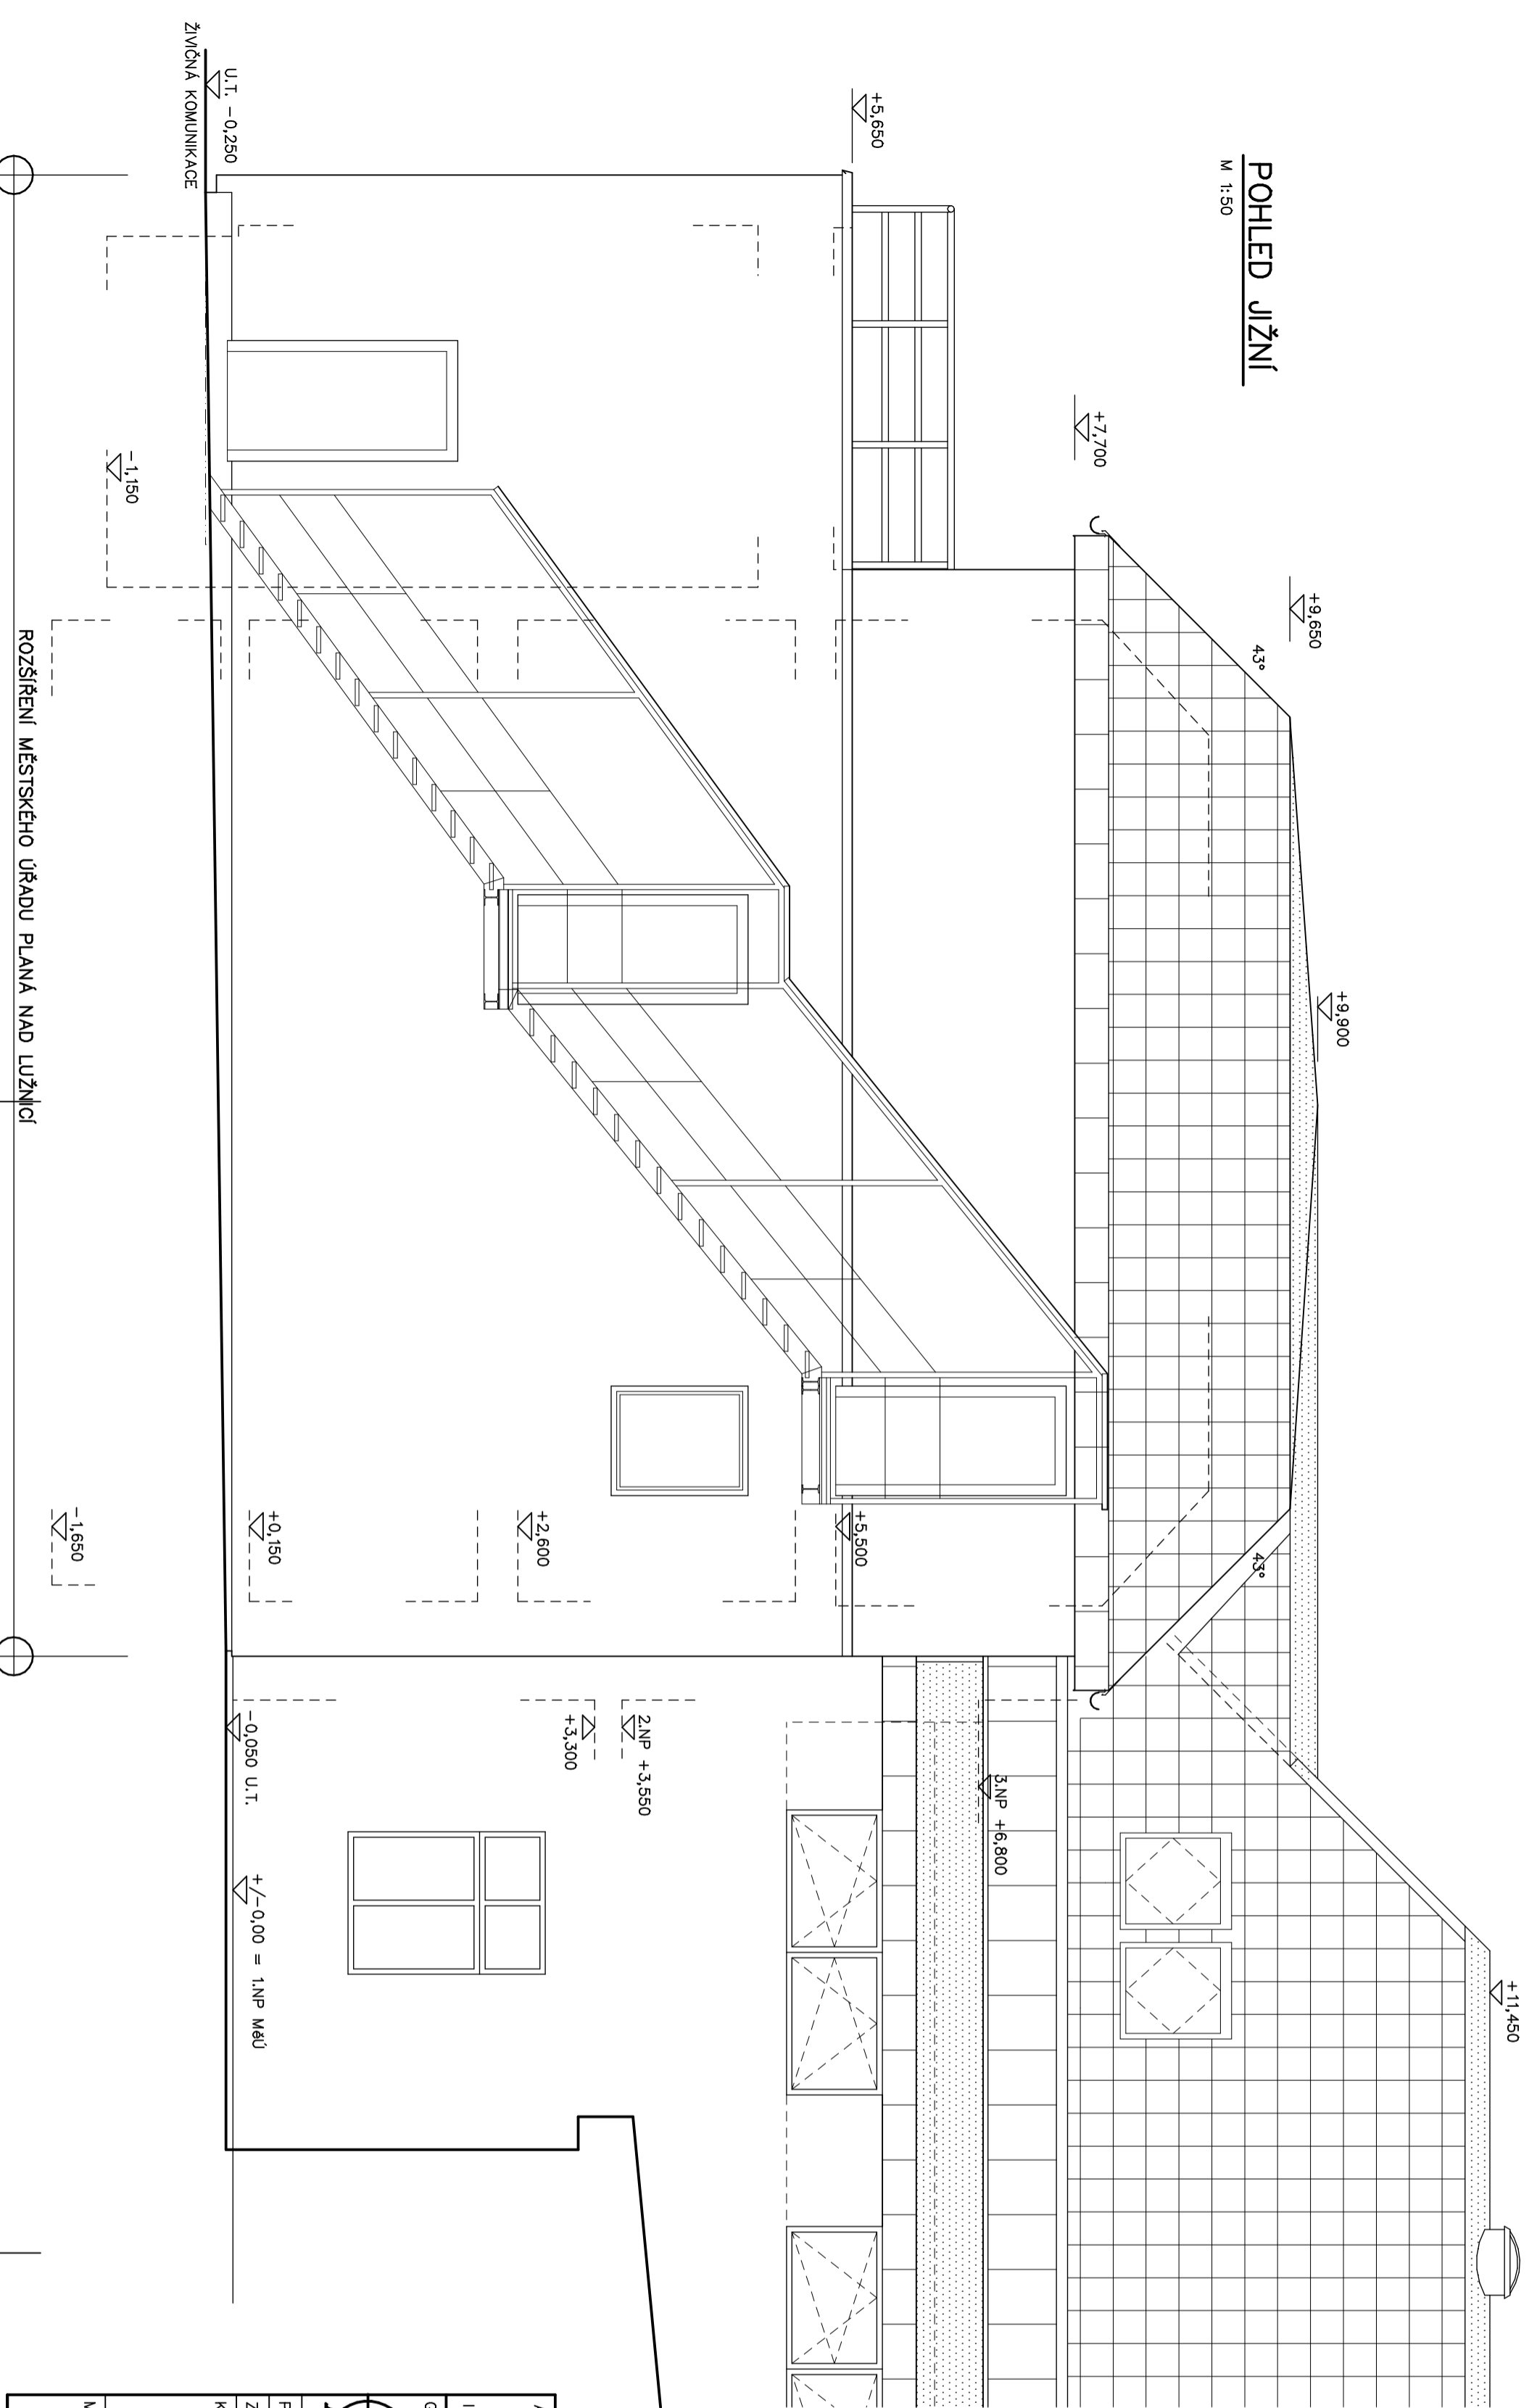 POHLED JIŽNÍ
M 1:50
+5,650
+7,700
+9,650
43°
+9,900
43°
+11,450
U.T. -0,250
ŽIVIČNÁ KOMUNIKACE
-1,150
+5,500
+2,600
+0,150
-1,650
3.NP +6,800
2.NP +3,550
+3,300
-0,050 U.T.
+/-0,00 = 1.NP MěÚ
ROZŠÍŘENÍ MĚSTSKÉHO ÚŘADU PLANÁ NAD LUŽNICÍ